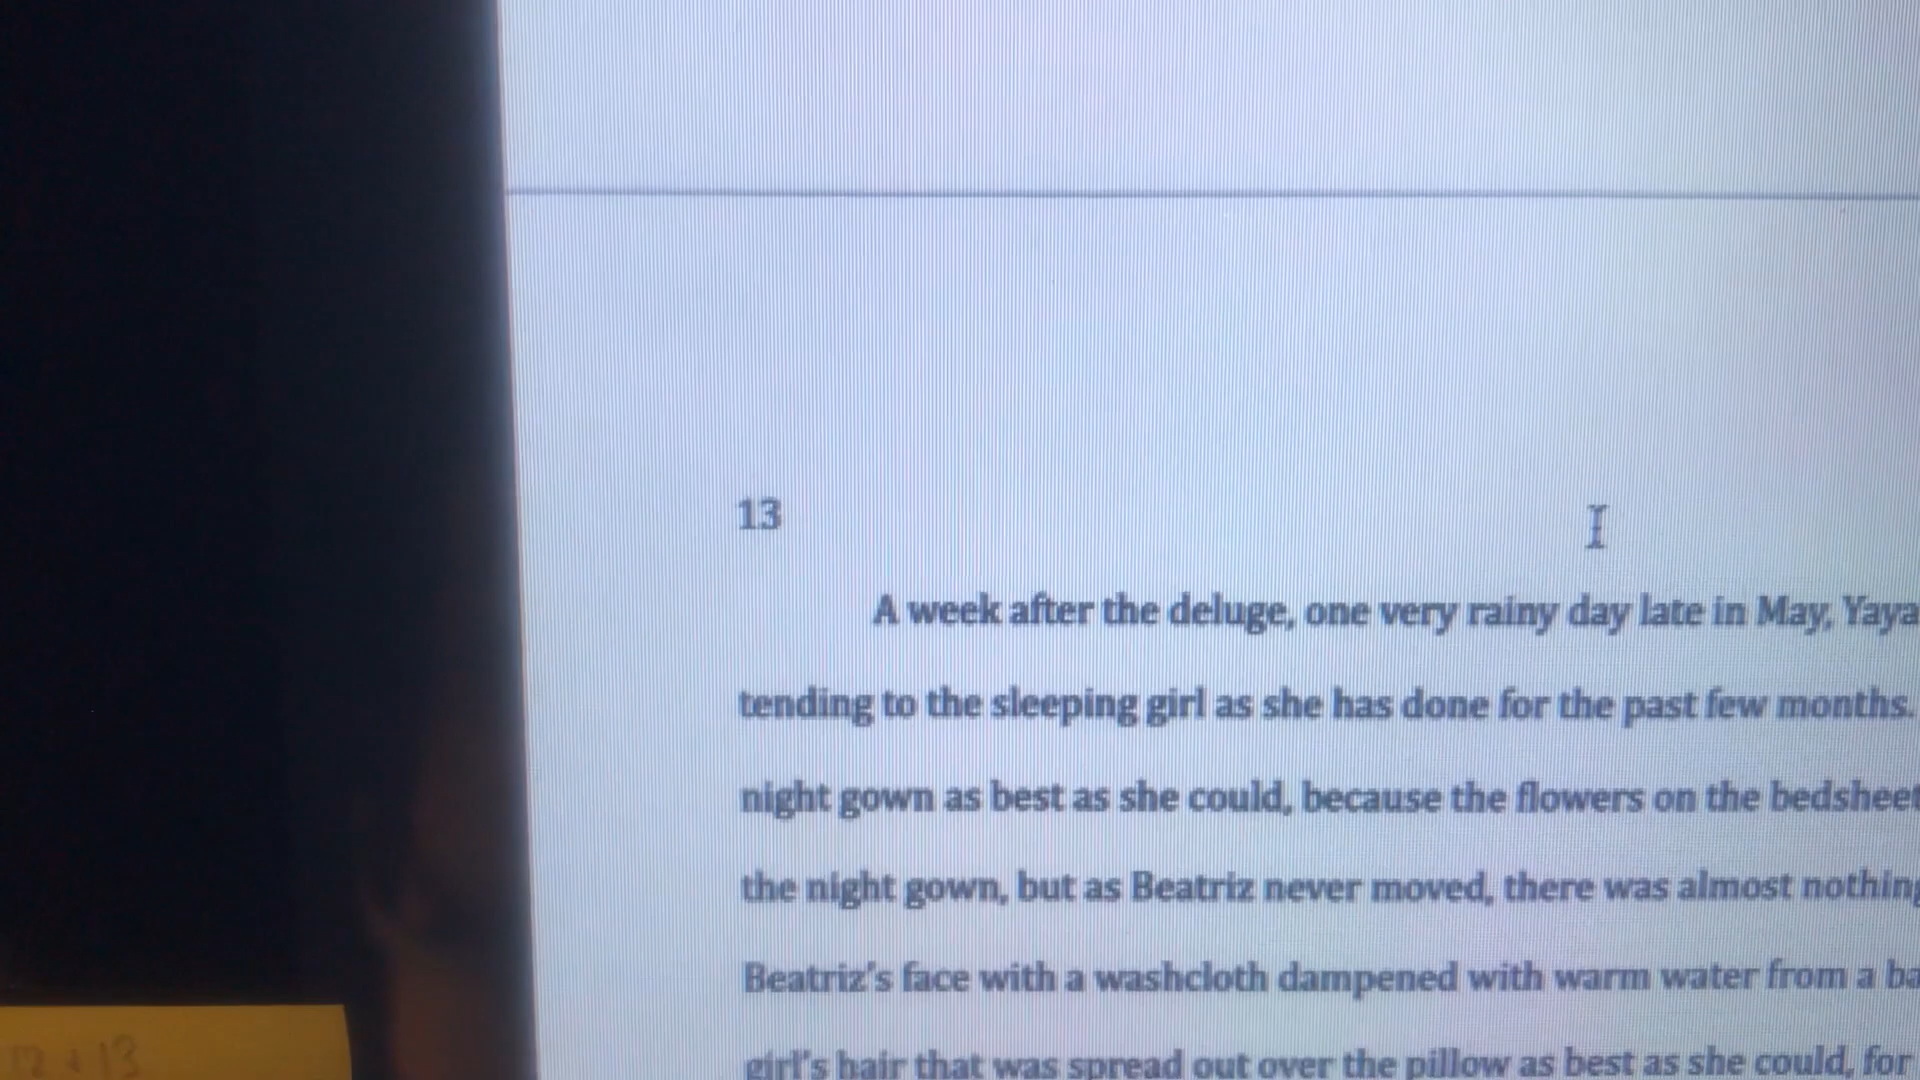 13
A week after the deluge, one very rainy day late in May, Yaya
tending to the sleeping girl as she has done for the past few months.
night gown as best as she could, because the flowers on the bedsheet
the night gown, but as Beatriz never moved, there was almost nothing
Beatriz's face with a washcloth dampened with warm water from a ba
girl's hair that was spread out over the pillow as best as she could, for
12 + 13